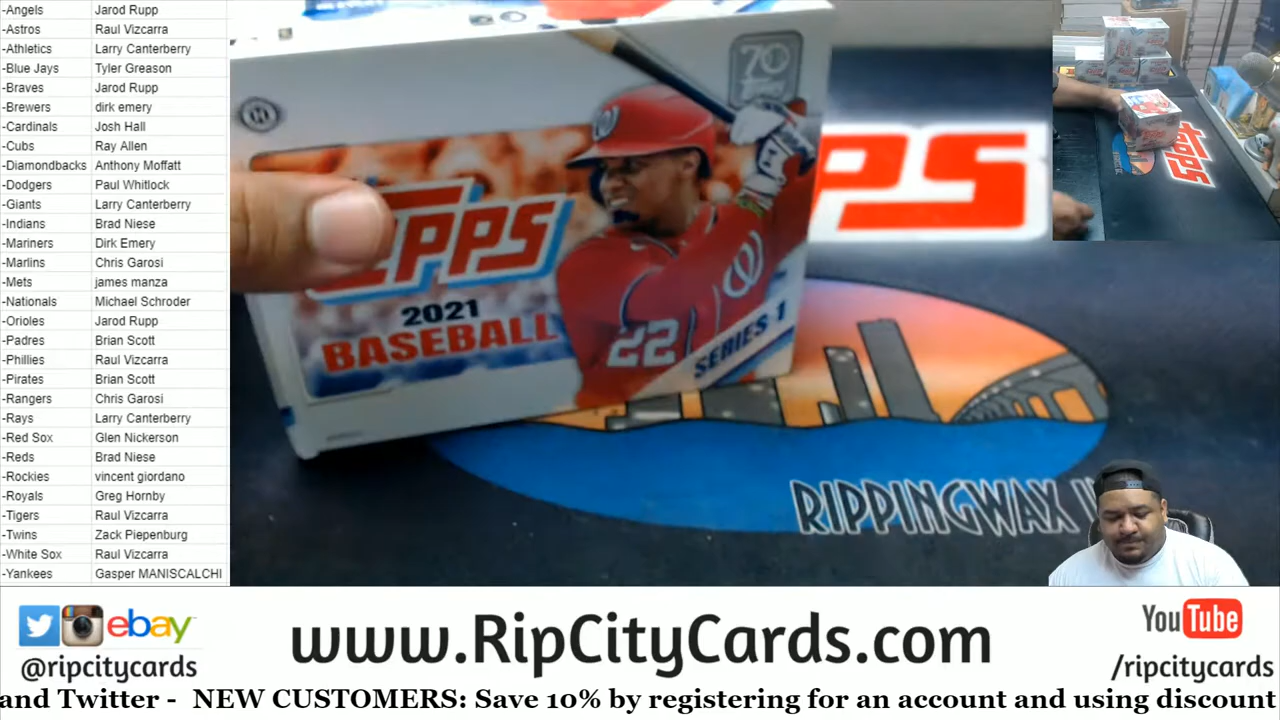 -Angels Jarod Rupp
-Astros Raul Vizcarra
-Athletics Larry Canterberry
-Blue Jays Tyler Greason
-Braves Jarod Rupp
-Brewers dirk emery
-Cardinals Josh Hall
-Cubs Ray Allen
-Diamondbacks Anthony Moffatt
-Dodgers Paul Whitlock
-Giants Larry Canterberry
-Indians Brad Niese
-Mariners Dirk Emery
-Marlins Chris Garosi
-Mets james manza
-Nationals Michael Schroder
-Orioles Jarod Rupp
-Padres Brian Scott
-Phillies Raul Vizcarra
-Pirates Brian Scott
-Rangers Chris Garosi
-Rays Larry Canterberry
-Red Sox Glen Nickerson
-Reds Brad Niese
-Rockies vincent giordano
-Royals Greg Hornby
-Tigers Raul Vizcarra
-Twins Zack Piepenburg
-White Sox Raul Vizcarra
-Yankees Gasper MANISCALCHI
70
W
TOPPS
2021
BASEBALL
W
22
SERIES 1
PS
topps
RIPPINGWAX
ebay
@ripcitycards
www.RipCityCards.com
YouTube
/ripcitycards
and Twitter - NEW CUSTOMERS: Save 10% by registering for an account and using discount